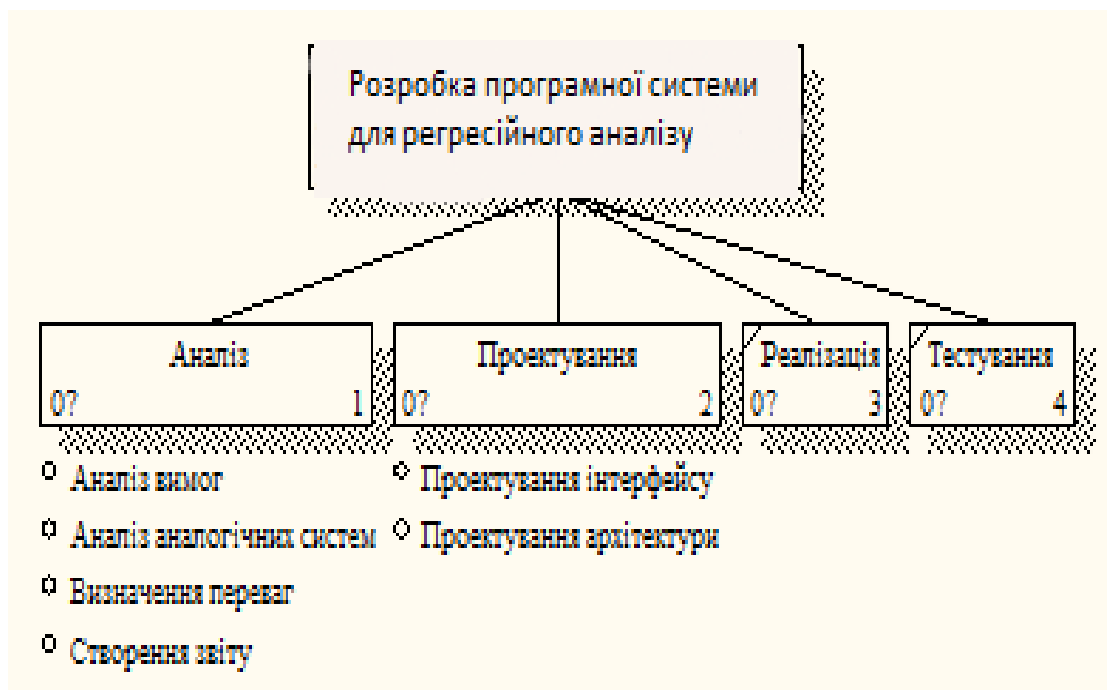 Розробка програмної системи
для регресійного аналізу
Аналіз
0? 1
Проектування
0? 2
Реалізація
0? 3
Тестування
0? 4
Аналіз вимог
Аналіз аналогічних систем
Визначення переваг
Створення звіту
Проектування інтерфейсу
Проектування архітектури